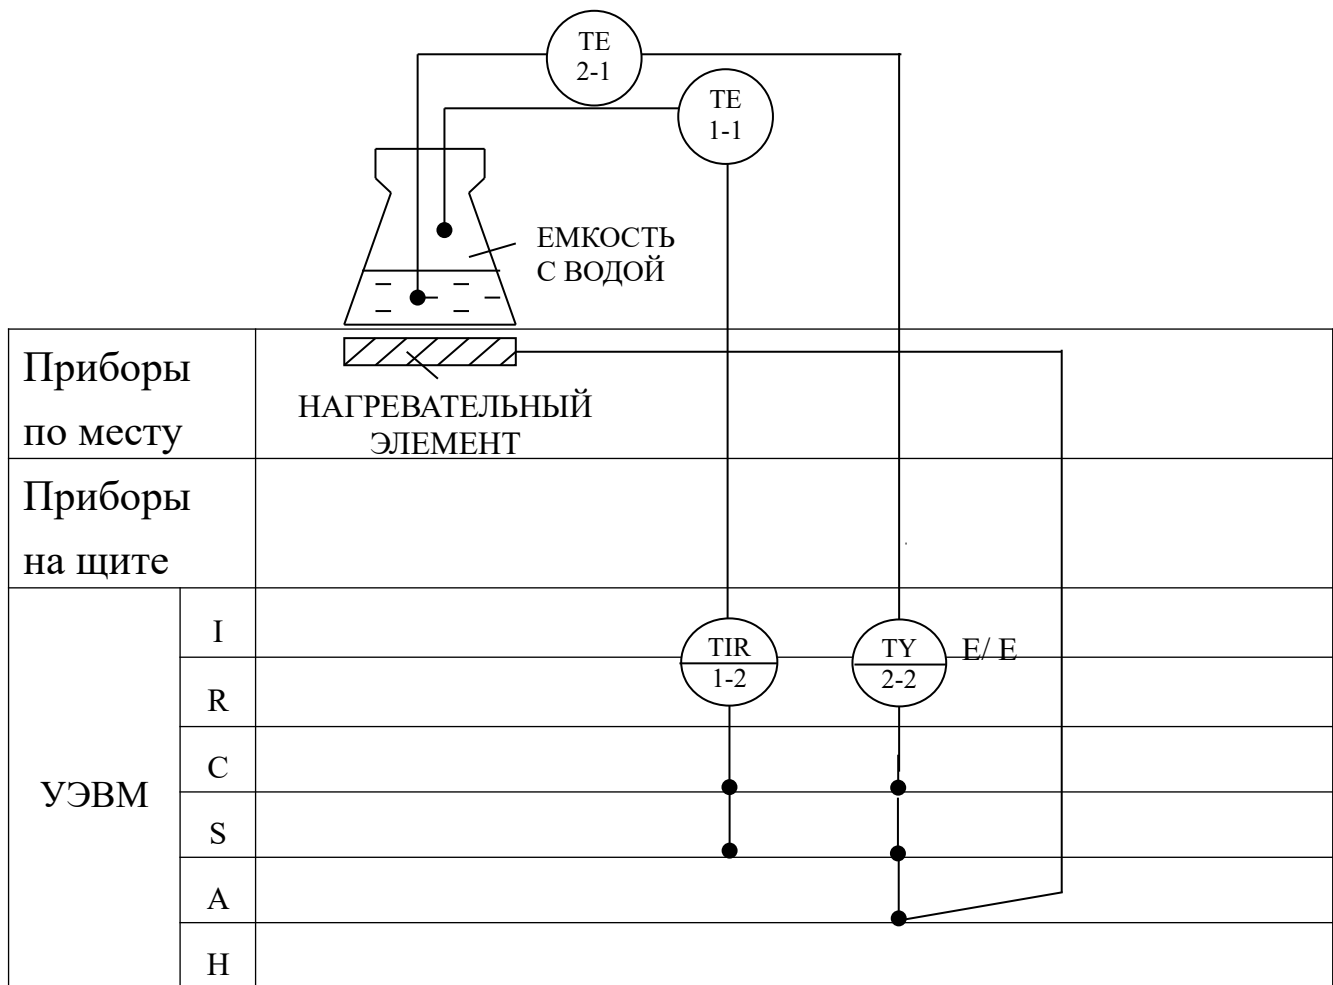 TE
2-1
TE
1-1
ЕМКОСТЬ
С ВОДОЙ
Приборы
по месту
НАГРЕВАТЕЛЬНЫЙ
ЭЛЕМЕНТ
Приборы
на щите
УЭВМ
I
R
C
S
A
H
TIR
1-2
TY
2-2
E/ E